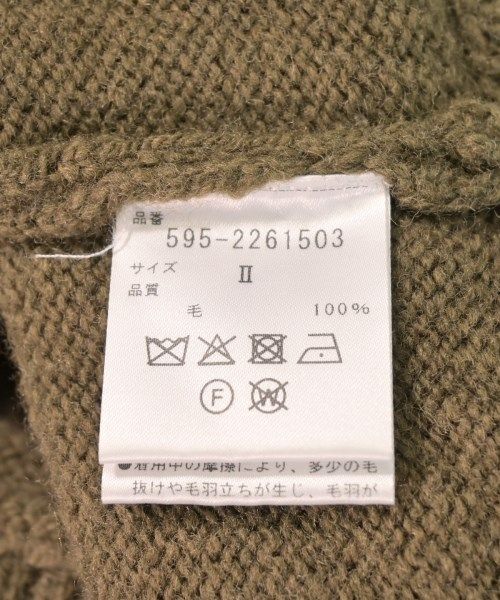 品番
595-2261503
サイズ II
品質
毛 100%
F W
●着用中の摩擦により、多少の毛
抜けや毛羽立ちが生じ、毛羽が